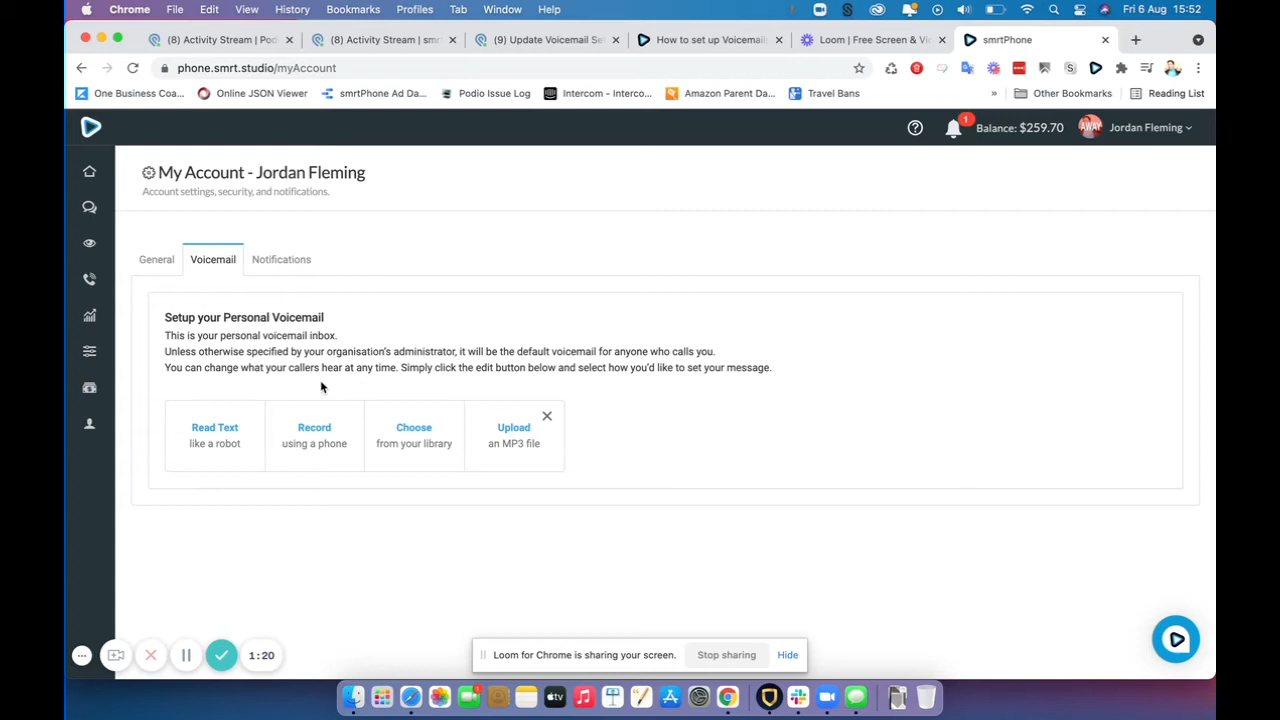 Chrome File Edit View History Bookmarks Profiles Tab Window Help Fri 6 Aug 15:52
(8) Activity Stream | Pod (8) Activity Stream | smr (9) Update Voicemail Se How to set up Voicemail Loom | Free Screen & Vi smrtPhone
phone.smrt.studio/myAccount
One Business Coa... Online JSON Viewer smrtPhone Ad Da... Podio Issue Log Intercom - Interco... Amazon Parent Da... Travel Bans » Other Bookmarks Reading List
1 Balance: $259.70 AWAY Jordan Fleming
My Account - Jordan Fleming
Account settings, security, and notifications.
General Voicemail Notifications
Setup your Personal Voicemail
This is your personal voicemail inbox.
Unless otherwise specified by your organisation's administrator, it will be the default voicemail for anyone who calls you.
You can change what your callers hear at any time. Simply click the edit button below and select how you'd like to set your message.
Read Text Record Choose Upload
like a robot using a phone from your library an MP3 file
1:20 Loom for Chrome is sharing your screen. Stop sharing Hide
tv